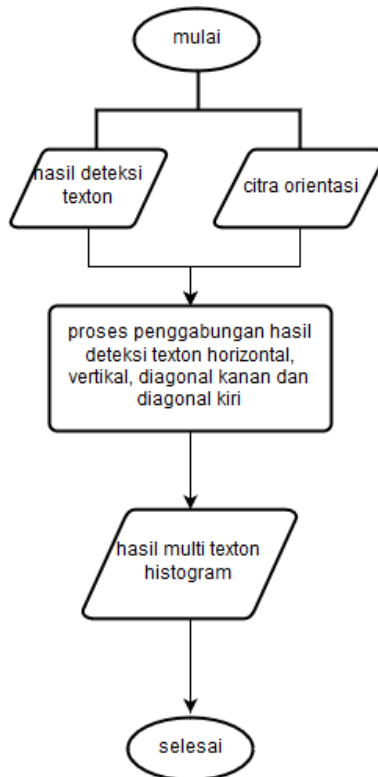 mulai
hasil deteksi
texton
citra orientasi
proses penggabungan hasil
deteksi texton horizontal,
vertikal, diagonal kanan dan
diagonal kiri
hasil multi texton
histogram
selesai